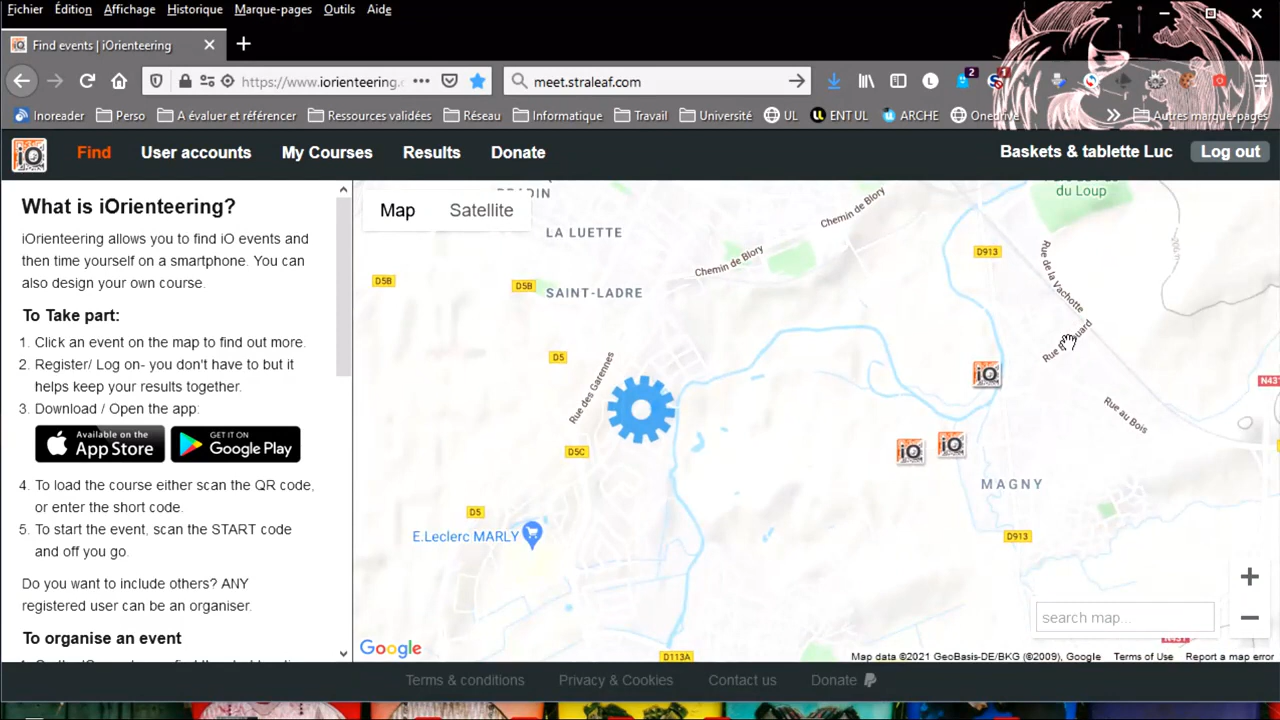 Fichier Édition Affichage Historique Marque-pages Outils Aide
Find events | iOrienteering
https://www.iorienteering.
meet.straleaf.com
L 2 1
Inoreader Perso A évaluer et référencer Ressources validées Réseau Informatique Travail Université UL ENT UL ARCHE Onedrive Autres marque-pages
iO Find User accounts My Courses Results Donate Baskets & tablette Luc Log out
What is iOrienteering?
iOrienteering allows you to find iO events and
then time yourself on a smartphone. You can
also design your own course.
To Take part:
1. Click an event on the map to find out more.
2. Register/ Log on- you don't have to but it
helps keep your results together.
3. Download / Open the app:
Available on the
App Store
GET IT ON
Google Play
4. To load the course either scan the QR code,
or enter the short code.
5. To start the event, scan the START code
and off you go.
Do you want to include others? ANY
registered user can be an organiser.
To organise an event
Map Satellite
du Loup
LA LUETTE
Chemin de Blory
Chemin de Blory
D913
D5B
D5B
SAINT-LADRE
Rue de la Vachotte
D5
Rue des Garennes
iO
N431
Rue au Bois
D5C
iO
iO
MAGNY
D5
E.Leclerc MARLY
D913
search map...
Google
D113A
Map data ©2021 GeoBasis-DE/BKG (©2009), Google Terms of Use Report a map error
Terms & conditions Privacy & Cookies Contact us Donate